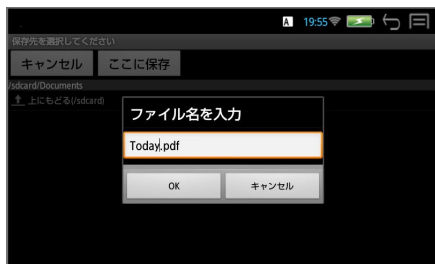 A 19:55
保存先を選択してください
キャンセル ここに保存
/sdcard/Documents
上にもどる(/sdcard)
ファイル名を入力
Today.pdf
OK キャンセル